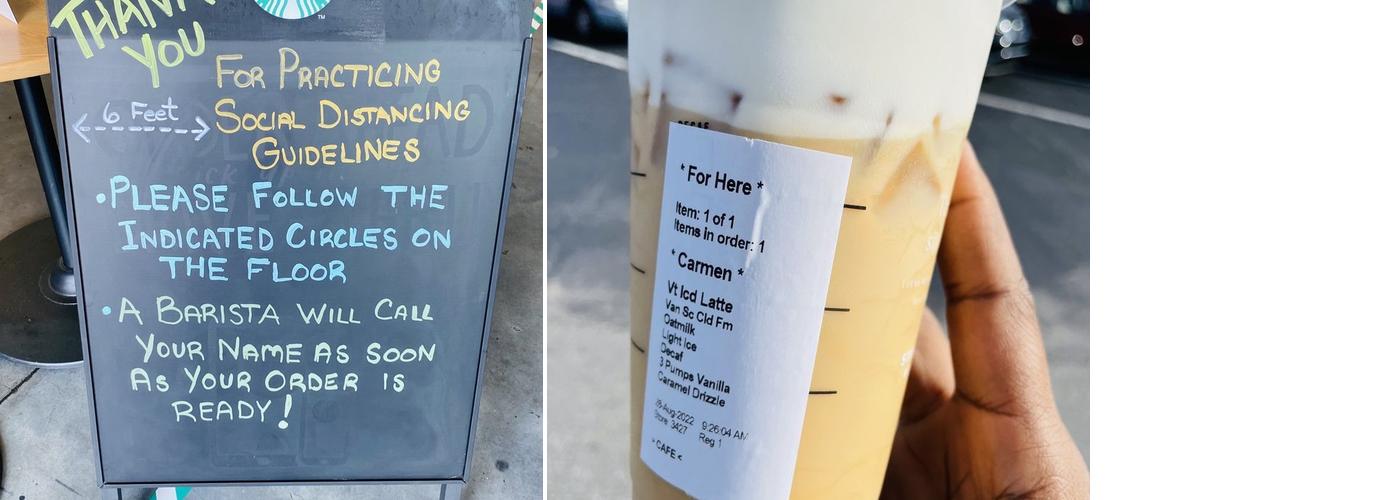 THANK
YOU
FOR PRACTICING
6 Feet
SOCIAL DISTANCING
GUIDELINES
•PLEASE FOLLOW THE
INDICATED CIRCLES ON
THE FLOOR
•A BARISTA WILL CALL
YOUR NAME AS SOON
AS YOUR ORDER IS
READY!
DECAF
* For Here *
Item: 1 of 1
Items in order: 1
* Carmen *
Vt Icd Latte
Van Sc Cld Fm
Oatmilk
Light Ice
Decaf
3 Pumps Vanilla
Caramel Drizzle
-Aug-2022 9:26:04 AM
Store 3427 Reg 1
> CAFE <